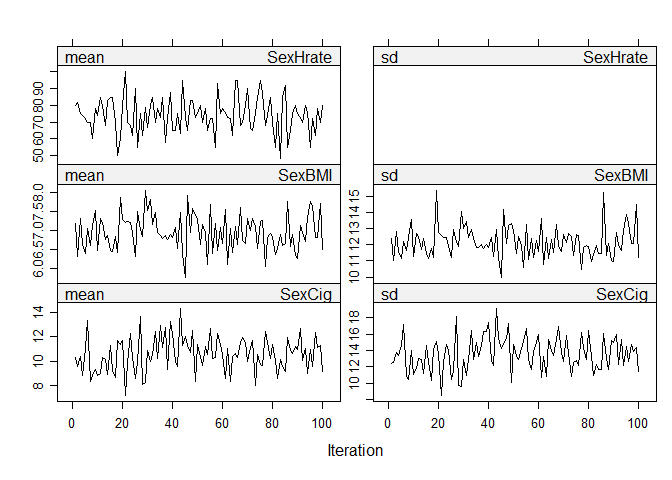 mean SexHrate sd SexHrate
50 60 70 80 90
mean SexBMI sd SexBMI
6.0 6.5 7.0 7.5 8.0
10 11 12 13 14 15
mean SexCig sd SexCig
8 10 12 14
10 12 14 16 18
0 20 40 60 80 100 0 20 40 60 80 100
Iteration